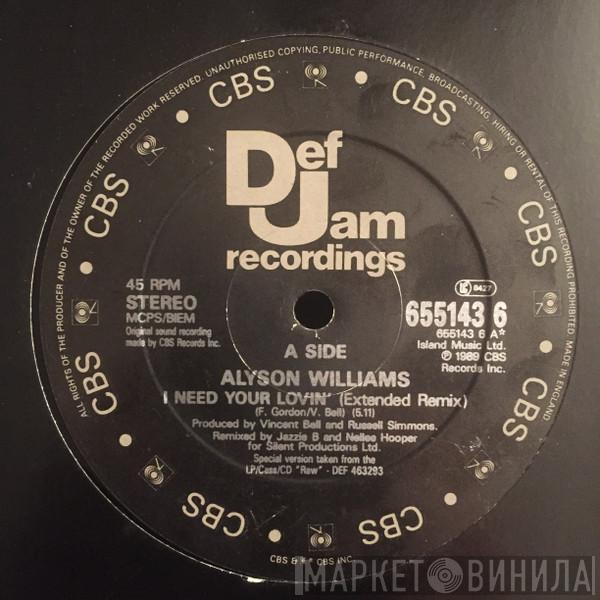 ALL RIGHTS OF THE PRODUCER AND OF THE OWNER OF THE RECORDED WORK RESERVED. UNAUTHORISED COPYING, PUBLIC PERFORMANCE, BROADCASTING, HIRING OR RENTAL OF THIS RECORDING PROHIBITED. MADE IN ENGLAND
CBS
CBS
CBS
CBS
CBS
CBS
CBS
CBS
CBS
Def
Jam
recordings
45 RPM
STEREO
MCPS/BIEM
Original sound recording
made by CBS Records Inc.
8427
655143 6
655143 6 A☆
Island Music Ltd.
℗ 1989 CBS
Records Inc.
A SIDE
ALYSON WILLIAMS
I NEED YOUR LOVIN' (Extended Remix)
(F. Gordon/V. Bell) (5.11)
Produced by Vincent Bell and Russell Simmons.
Remixed by Jazzie B and Nellee Hooper
for Silent Productions Ltd.
Special version taken from the
LP/Cass/CD "Raw" - DEF 463293
CBS & CBS INC
МАРКЕТ ВИНИЛА